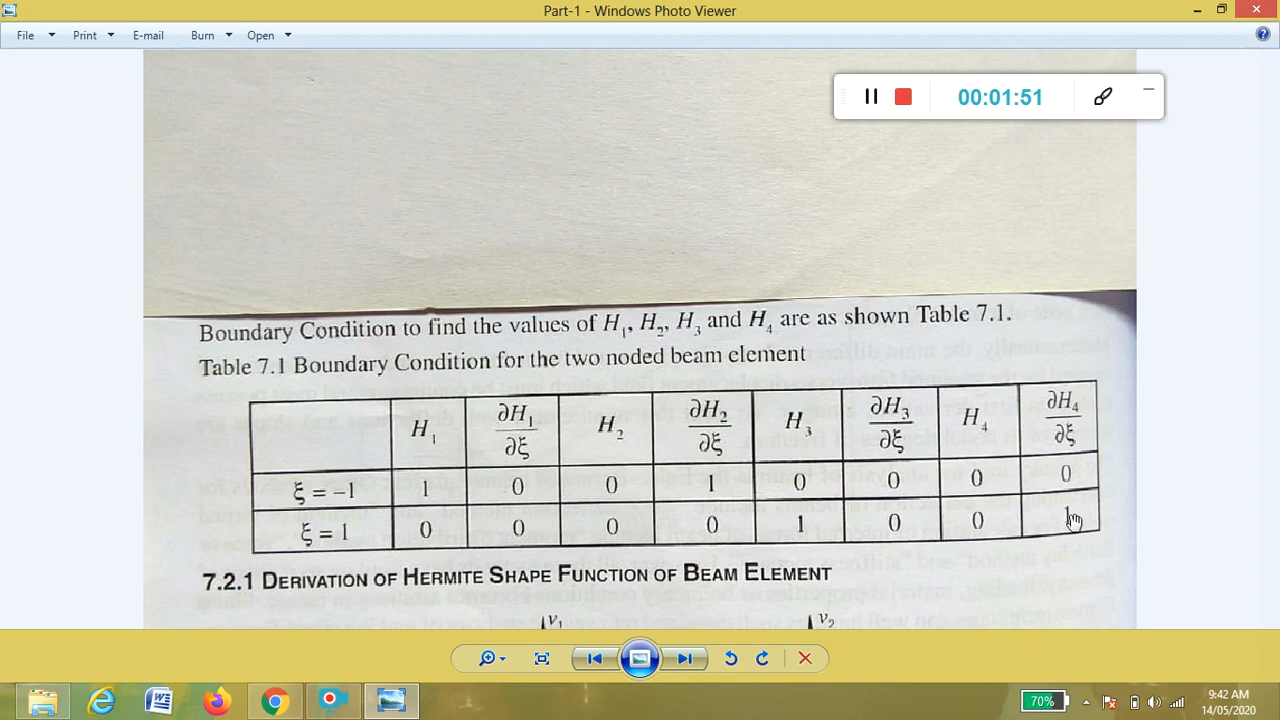 Part-1 - Windows Photo Viewer
File Print E-mail Burn Open
00:01:51
Boundary Condition to find the values of H₁, H₂, H₃ and H₄ are as shown Table 7.1.
Table 7.1 Boundary Condition for the two noded beam element
H₁ ∂H₁/∂ξ H₂ ∂H₂/∂ξ H₃ ∂H₃/∂ξ H₄ ∂H₄/∂ξ
ξ = −1 1 0 0 1 0 0 0 0
ξ = 1 0 0 0 0 1 0 0 1
7.2.1 DERIVATION OF HERMITE SHAPE FUNCTION OF BEAM ELEMENT
v₁ v₂
70%
9:42 AM
14/05/2020